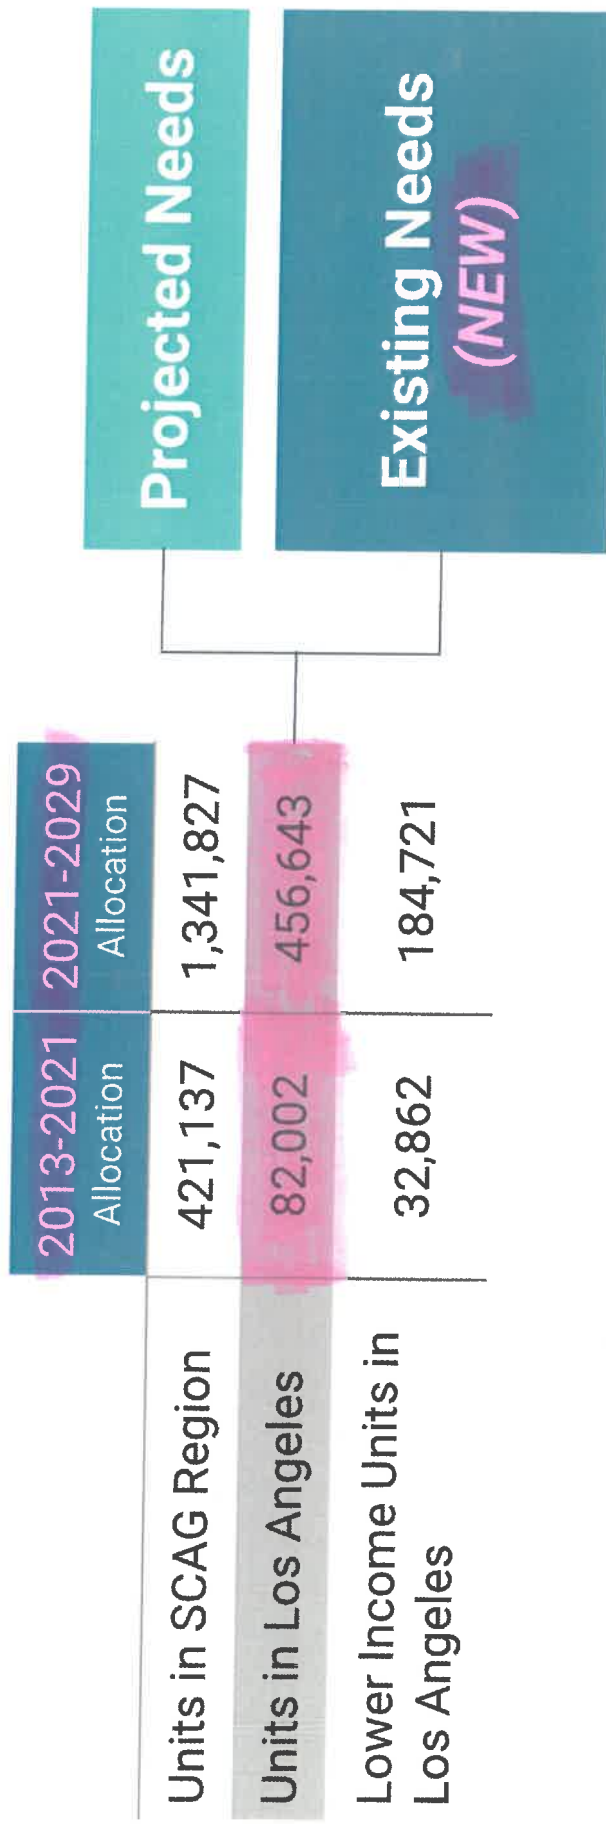 2013-2021 2021-2029
Allocation Allocation
Units in SCAG Region 421,137 1,341,827
Units in Los Angeles 82,002 456,643
Lower Income Units in
Los Angeles 32,862 184,721
Projected Needs
Existing Needs
(NEW)